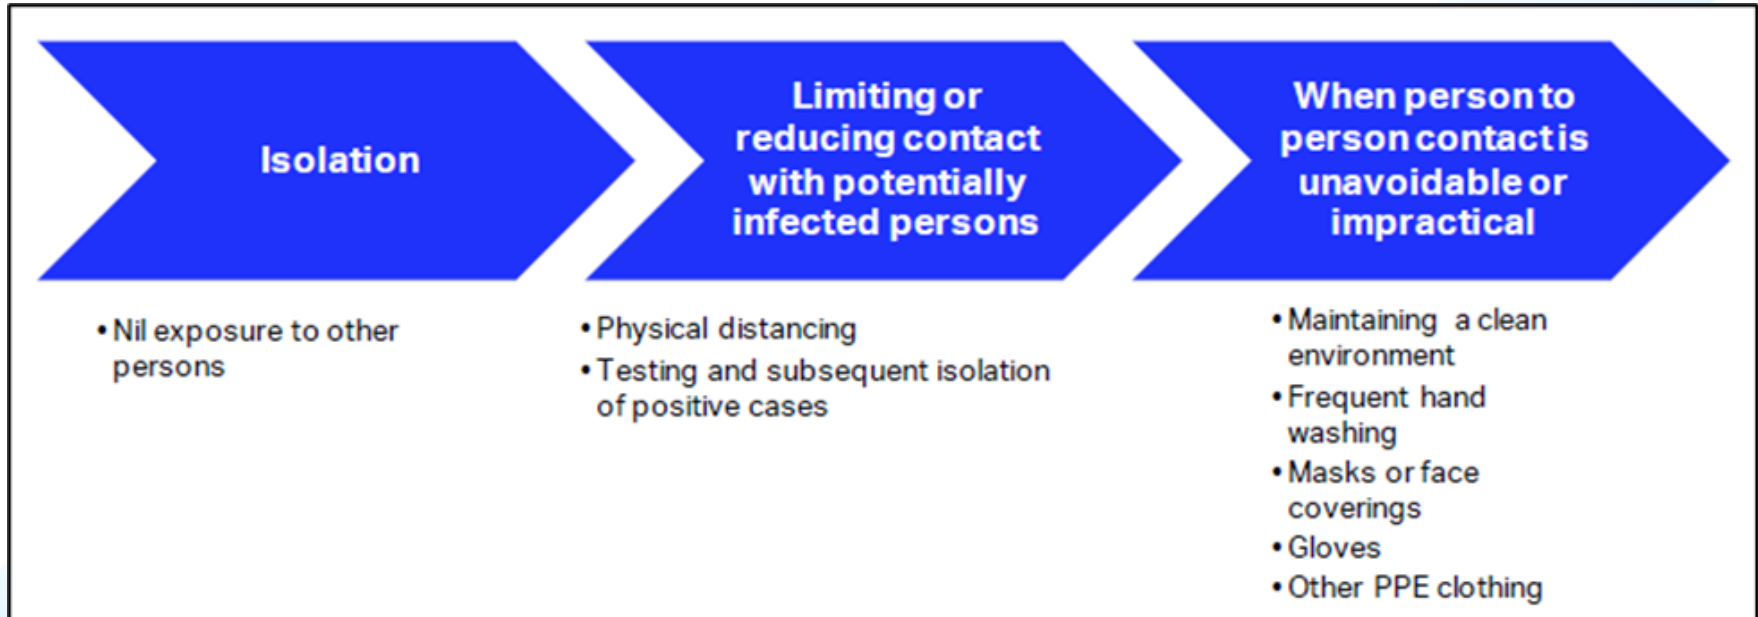 Isolation
• Nil exposure to other
persons
Limiting or
reducing contact
with potentially
infected persons
• Physical distancing
• Testing and subsequent isolation
of positive cases
When person to
person contact is
unavoidable or
impractical
• Maintaining a clean
environment
• Frequent hand
washing
• Masks or face
coverings
• Gloves
• Other PPE clothing